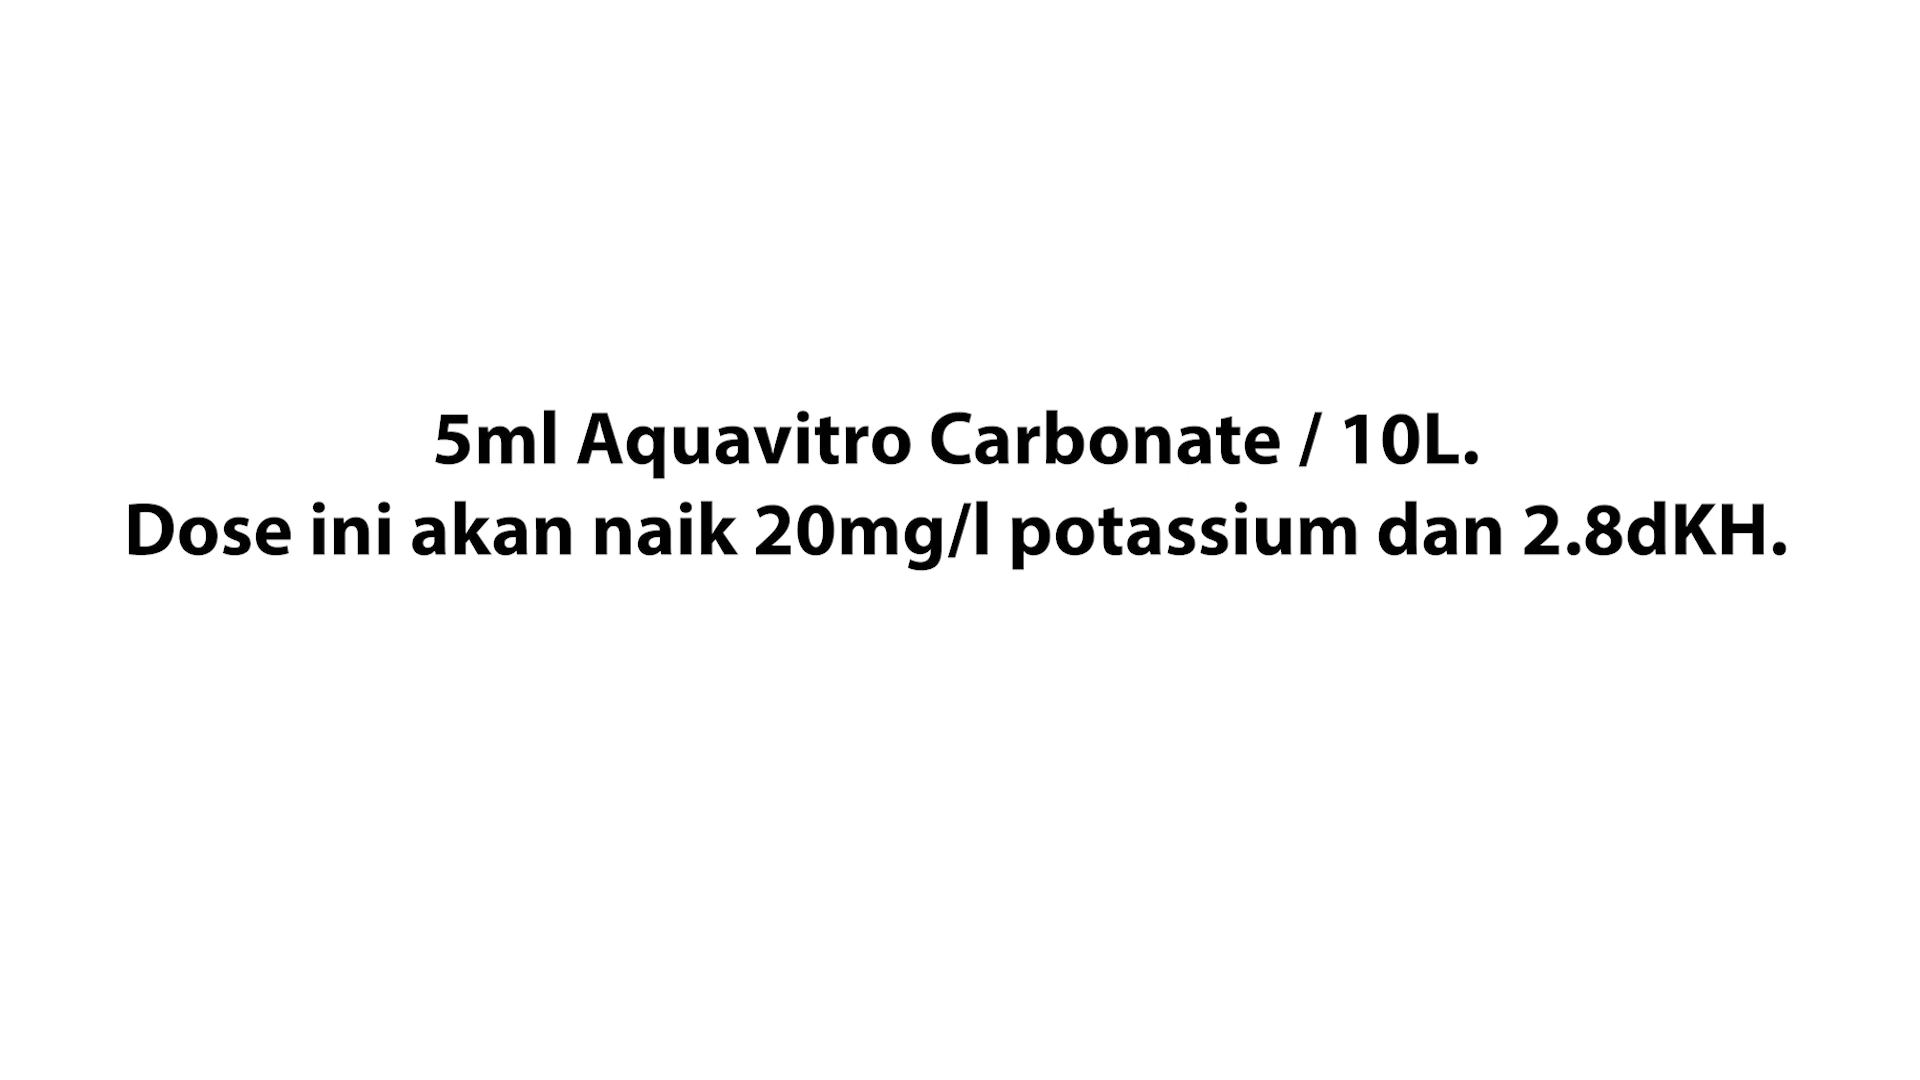 5ml Aquavitro Carbonate / 10L.
Dose ini akan naik 20mg/l potassium dan 2.8dKH.